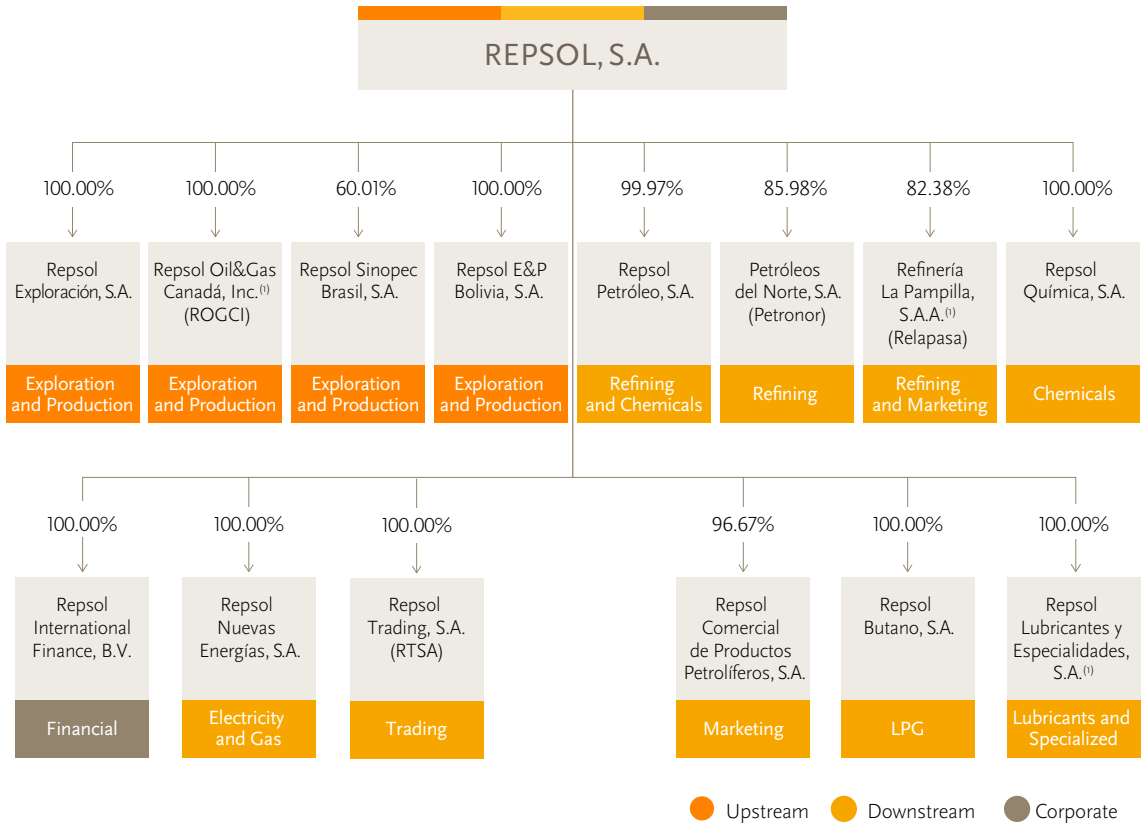 REPSOL, S.A.
100.00%
100.00%
60.01%
100.00%
99.97%
85.98%
82.38%
100.00%
Repsol
Exploración, S.A.
Exploration
and Production
Repsol Oil&Gas
Canadá, Inc.(1)
(ROGCI)
Exploration
and Production
Repsol Sinopec
Brasil, S.A.
Exploration
and Production
Repsol E&P
Bolivia, S.A.
Exploration
and Production
Repsol
Petróleo, S.A.
Refining
and Chemicals
Petróleos
del Norte, S.A.
(Petronor)
Refining
Refinería
La Pampilla,
S.A.A.(1)
(Relapasa)
Refining
and Marketing
Repsol
Química, S.A.
Chemicals
100.00%
100.00%
100.00%
96.67%
100.00%
100.00%
Repsol
International
Finance, B.V.
Financial
Repsol
Nuevas
Energías, S.A.
Electricity
and Gas
Repsol
Trading, S.A.
(RTSA)
Trading
Repsol
Comercial
de Productos
Petrolíferos, S.A.
Marketing
Repsol
Butano, S.A.
LPG
Repsol
Lubricantes y
Especialidades,
S.A.(1)
Lubricants and
Specialized
Upstream
Downstream
Corporate